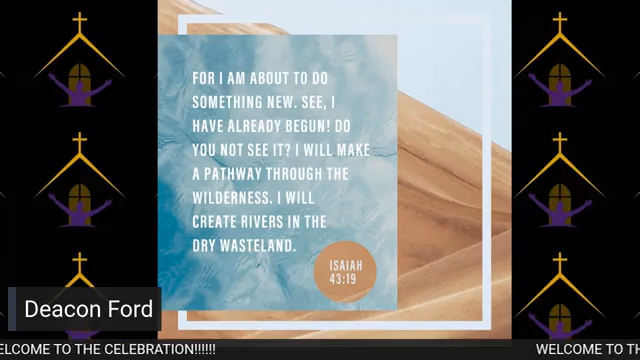 FOR I AM ABOUT TO DO
SOMETHING NEW. SEE, I
HAVE ALREADY BEGUN! DO
YOU NOT SEE IT? I WILL MAKE
A PATHWAY THROUGH THE
WILDERNESS. I WILL
CREATE RIVERS IN THE
DRY WASTELAND.
ISAIAH
43:19
Deacon Ford
ELCOME TO THE CELEBRATION!!!!!! WELCOME TO TH